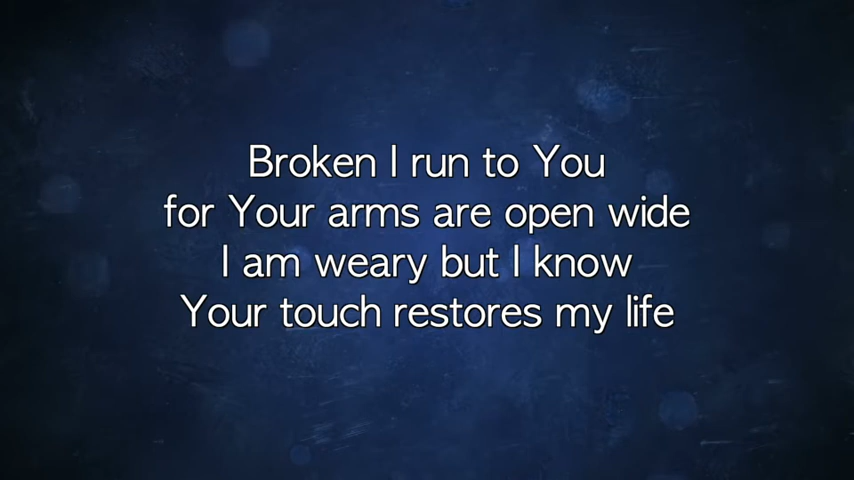 Broken I run to You
for Your arms are open wide
I am weary but I know
Your touch restores my life